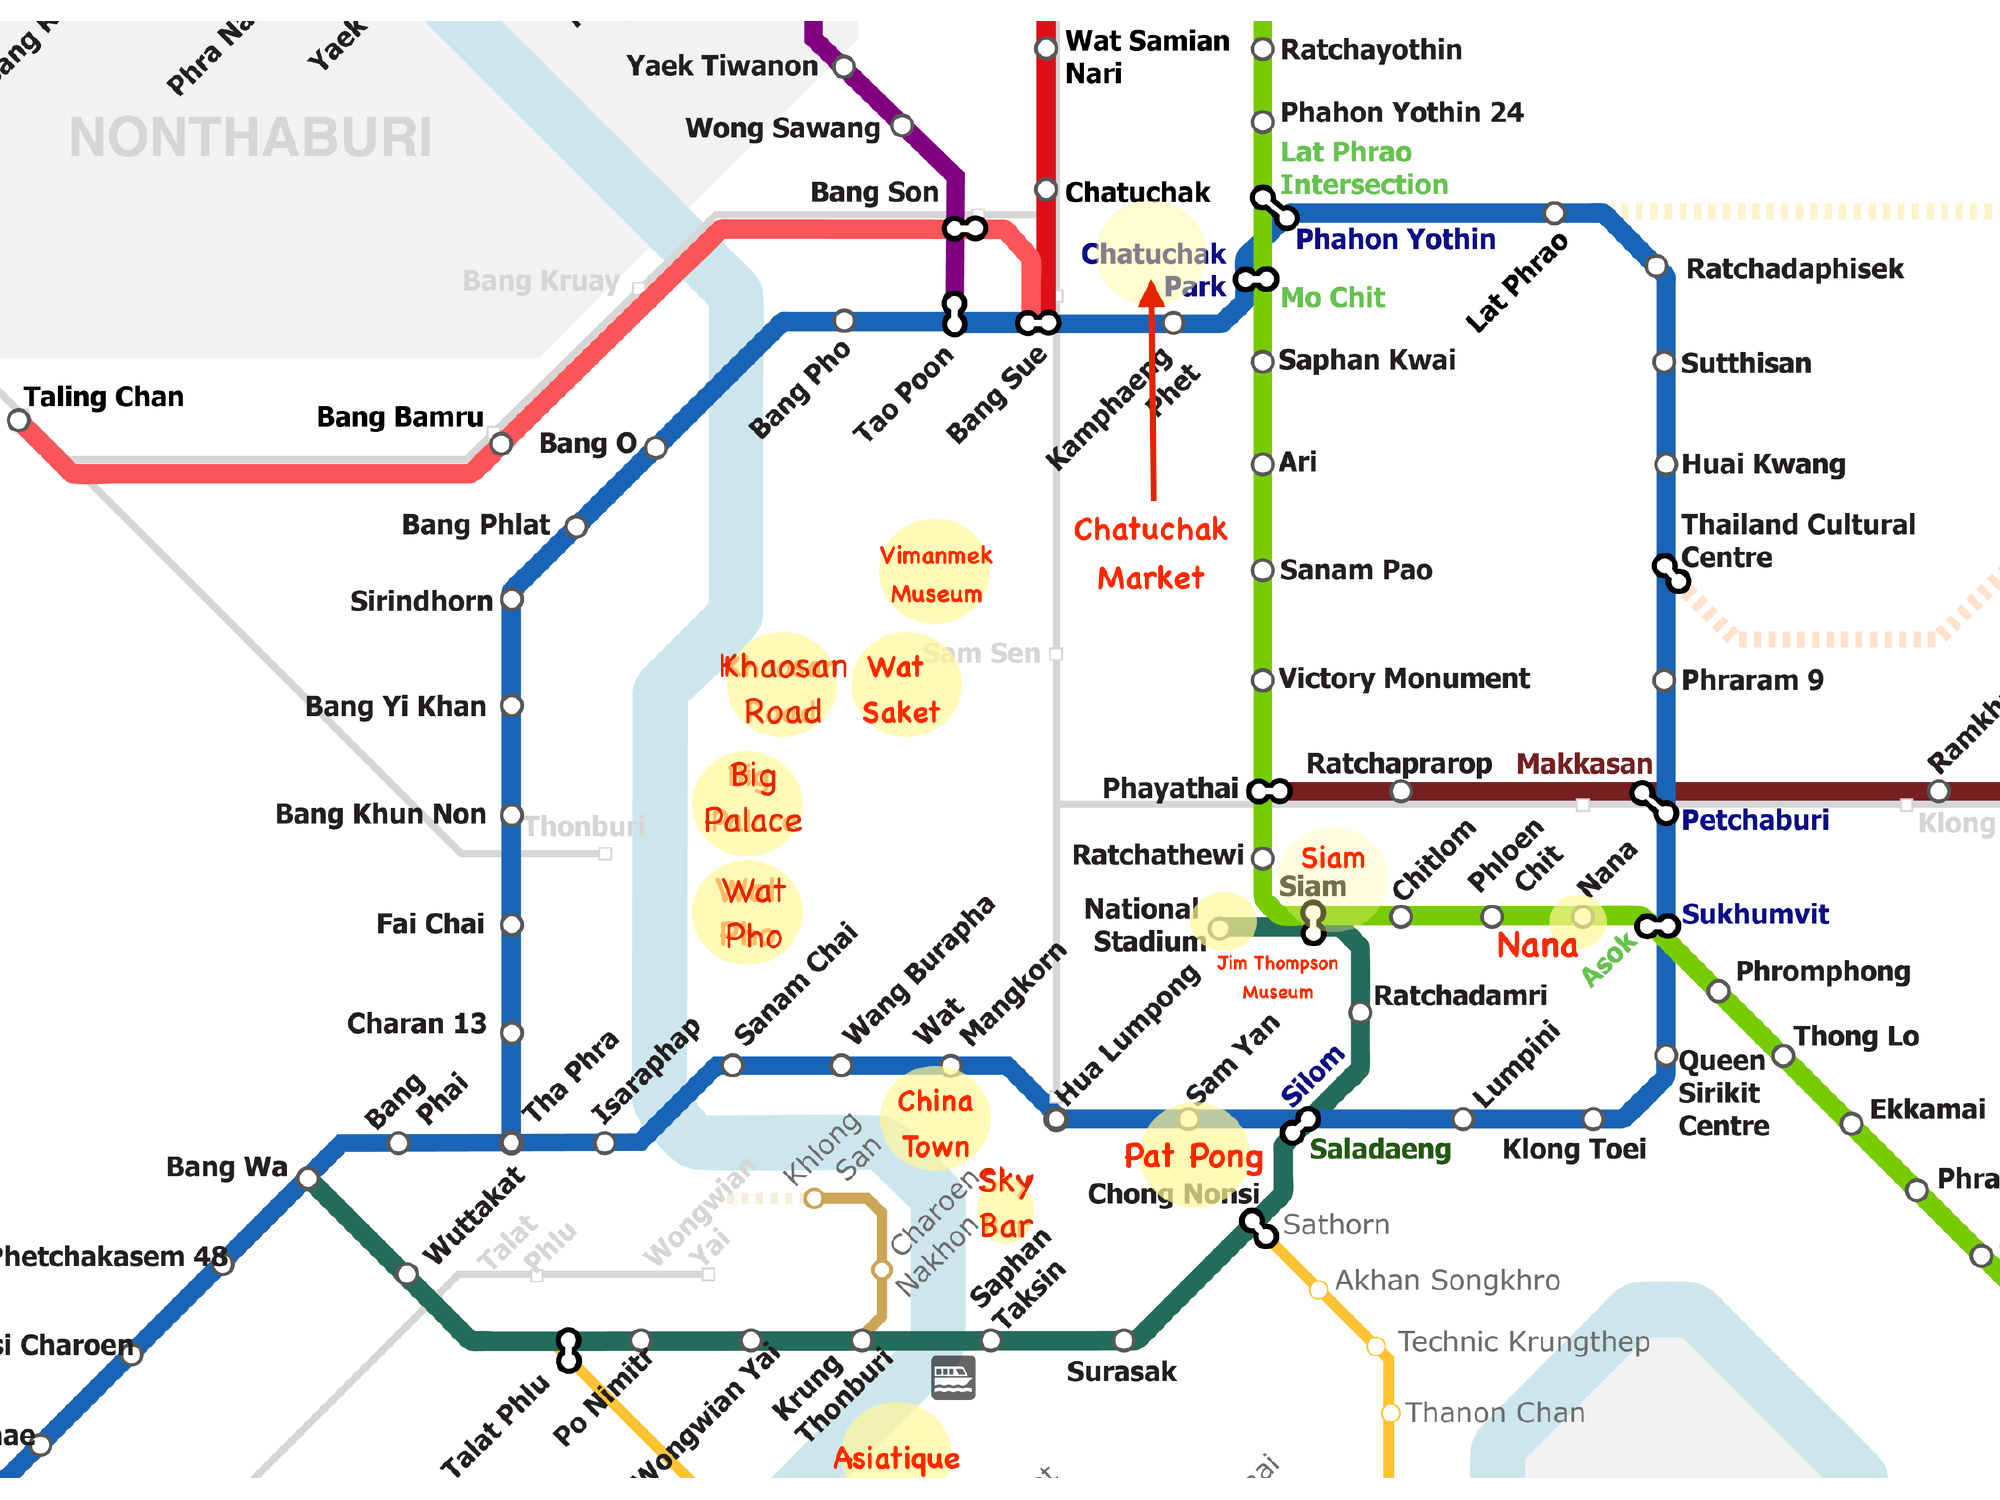 Phra Na
Yaek
NONTHABURI
Yaek Tiwanon
Wong Sawang
Bang Son
Wat Samian
Nari
Chatuchak
Ratchayothin
Phahon Yothin 24
Lat Phrao
Intersection
Chatuchak
Park
Phahon Yothin
Mo Chit
Lat Phrao
Ratchadaphisek
Bang Kruay
Taling Chan
Bang Bamru
Bang O
Bang Pho
Tao Poon
Bang Sue
Kamphaeng
Phet
Saphan Kwai
Sutthisan
Ari
Huai Kwang
Bang Phlat
Chatuchak
Market
Vimanmek
Museum
Thailand Cultural
Centre
Sanam Pao
Sirindhorn
Sam Sen
Khaosan
Road
Wat
Saket
Victory Monument
Phraram 9
Bang Yi Khan
Big
Palace
Phayathai
Ratchaprarop
Makkasan
Ramkh
Bang Khun Non
Thonburi
Petchaburi
Klong
Ratchathewi
Siam
Siam
Chitlom
Phloen
Chit
Nana
Wat
Pho
Fai Chai
National
Stadium
Sukhumvit
Nana
Asok
Jim Thompson
Museum
Phromphong
Sanam Chai
Wang Burapha
Wat
Mangkorn
Hua Lumpong
Ratchadamri
Charan 13
Thong Lo
Bang
Phai
Tha Phra
Isaraphap
Sam Yan
Silom
Lumpini
Queen
Sirikit
Centre
China
Town
Ekkamai
Khlong
San
Pat Pong
Saladaeng
Klong Toei
Bang Wa
Chong Nonsi
Phra
Sky
Bar
Sathorn
Wuttakat
Talat
Phlu
Wongwian
Yai
Charoen
Nakhon
Saphan
Taksin
Phetchakasem 48
Akhan Songkhro
si Charoen
Technic Krungthep
Surasak
Talat Phlu
Po Nimitr
Wongwian Yai
Krung
Thonburi
Thanon Chan
Asiatique